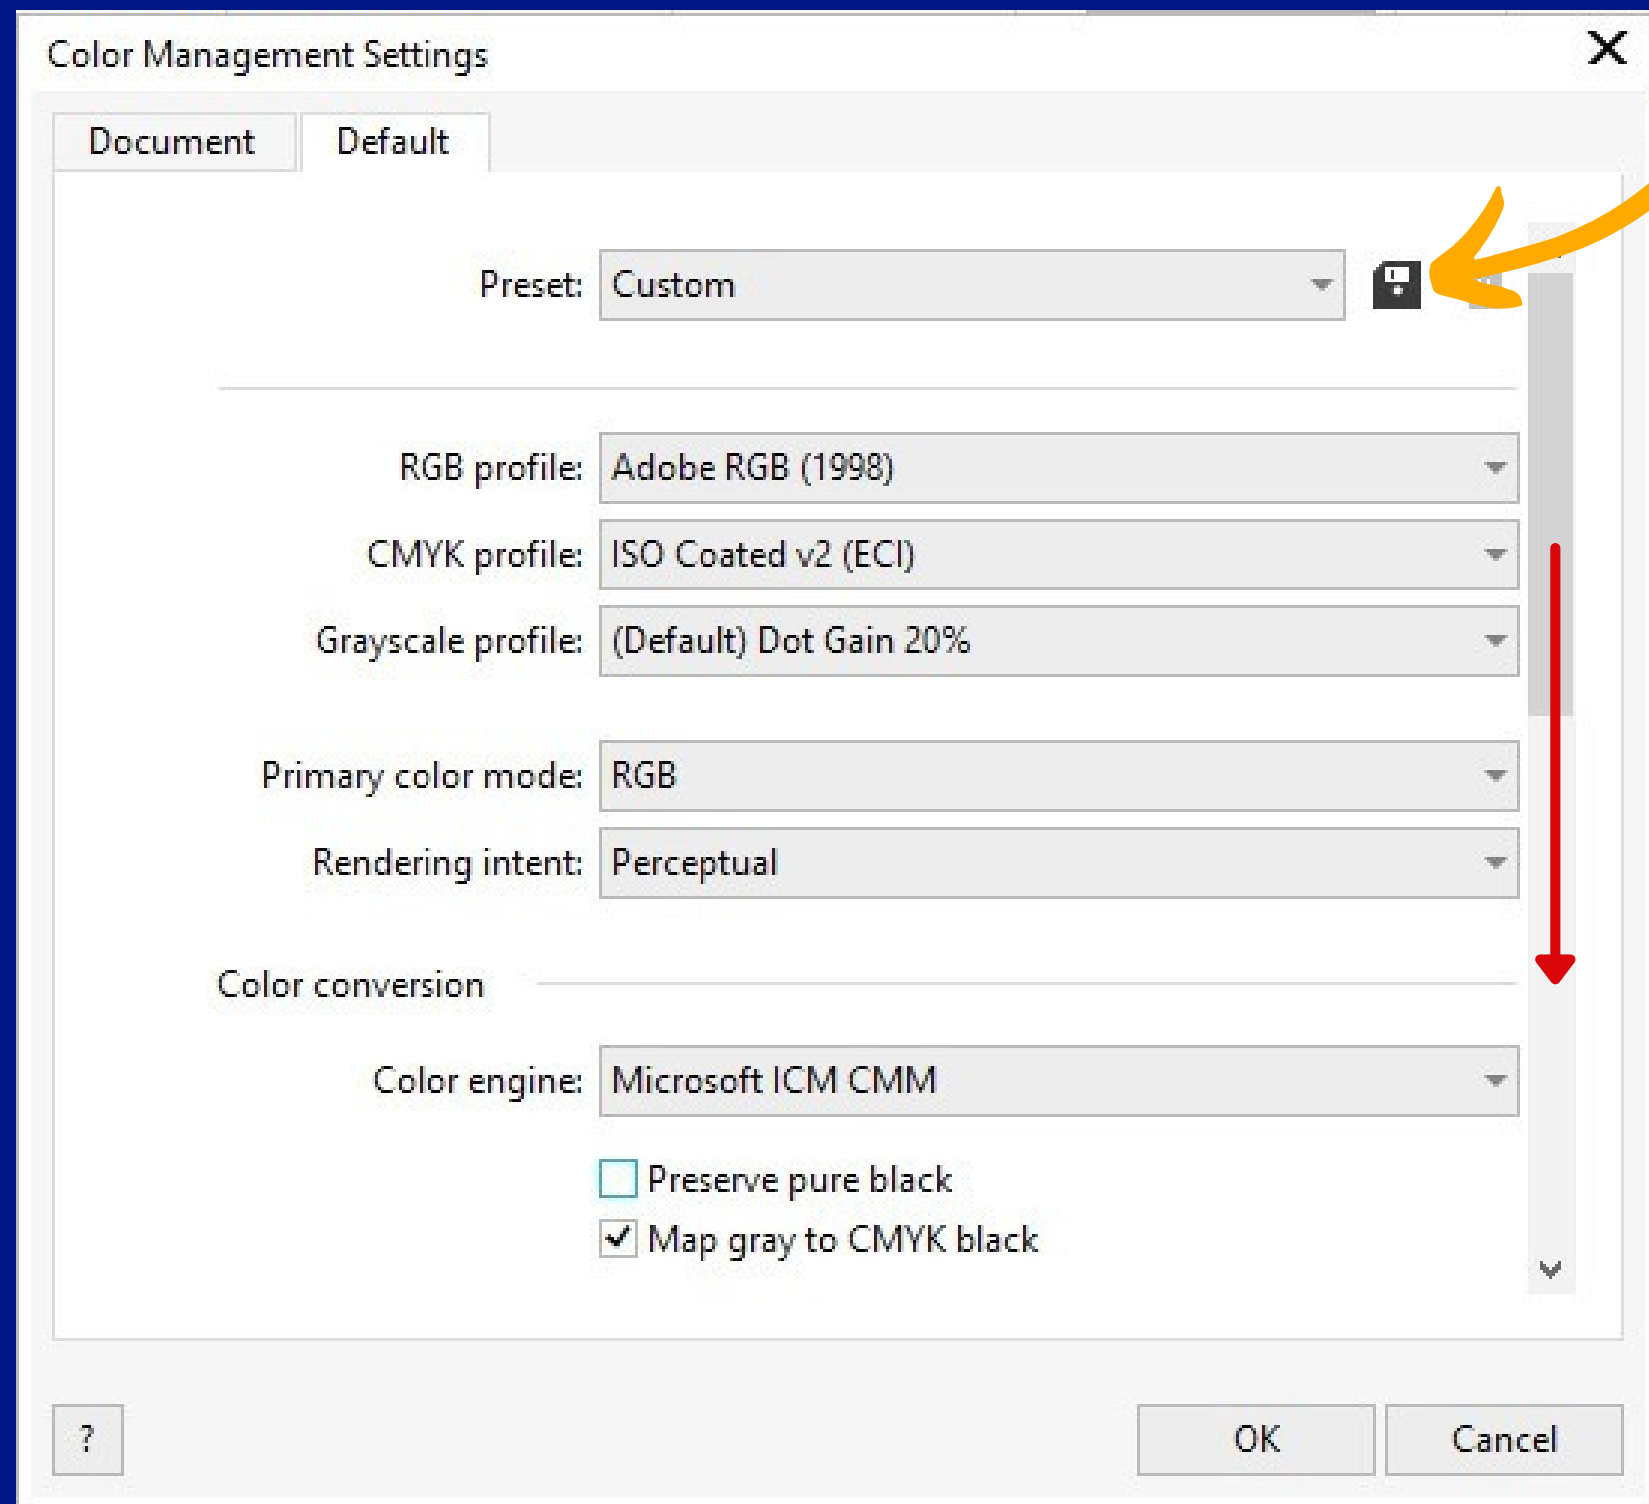 Color Management Settings
Document Default
Preset: Custom
RGB profile: Adobe RGB (1998)
CMYK profile: ISO Coated v2 (ECI)
Grayscale profile: (Default) Dot Gain 20%
Primary color mode: RGB
Rendering intent: Perceptual
Color conversion
Color engine: Microsoft ICM CMM
Preserve pure black
Map gray to CMYK black
? OK Cancel